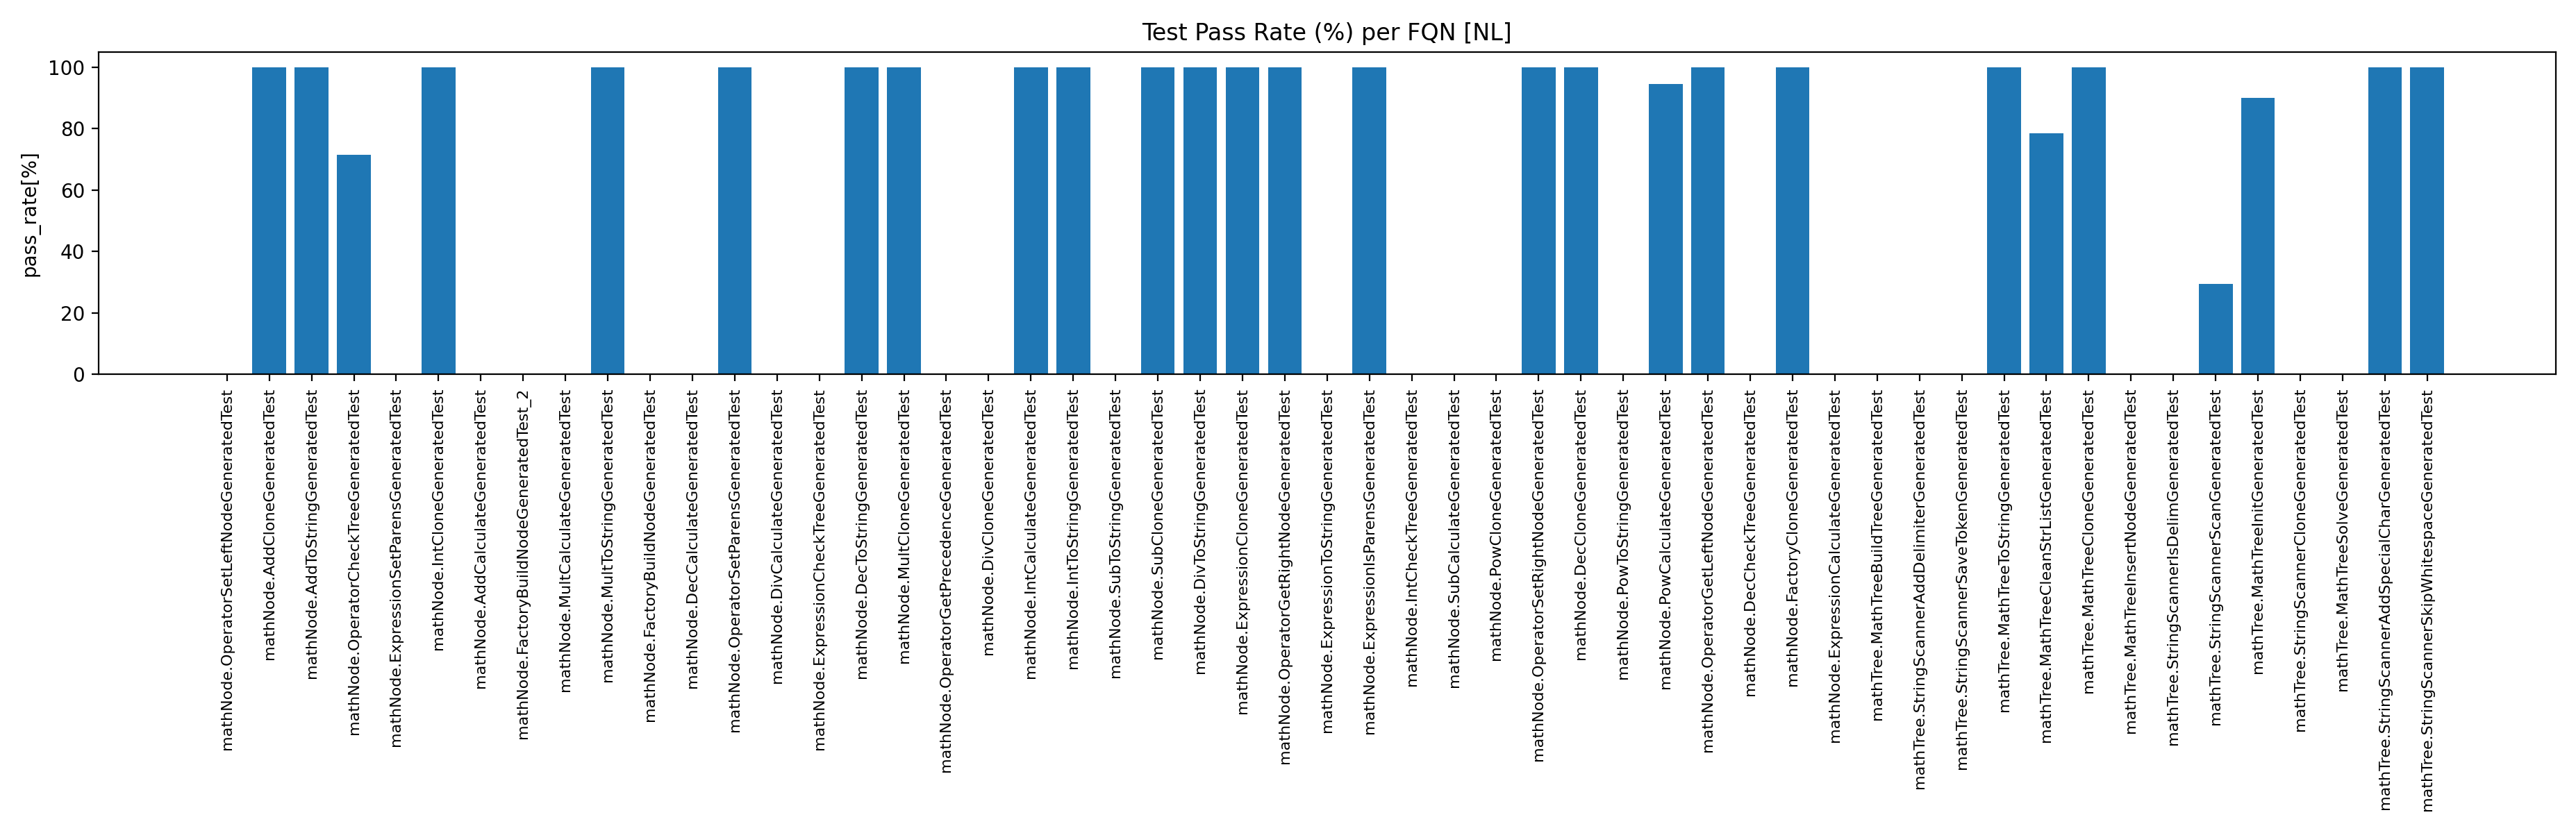 Test Pass Rate (%) per FQN [NL]
pass_rate[%]
100
80
60
40
20
0
mathNode.OperatorSetLeftNodeGeneratedTest
mathNode.AddCloneGeneratedTest
mathNode.AddToStringGeneratedTest
mathNode.OperatorCheckTreeGeneratedTest
mathNode.ExpressionSetParensGeneratedTest
mathNode.IntCloneGeneratedTest
mathNode.AddCalculateGeneratedTest
mathNode.FactoryBuildNodeGeneratedTest_2
mathNode.MultCalculateGeneratedTest
mathNode.MultToStringGeneratedTest
mathNode.FactoryBuildNodeGeneratedTest
mathNode.DecCalculateGeneratedTest
mathNode.OperatorSetParensGeneratedTest
mathNode.DivCalculateGeneratedTest
mathNode.ExpressionCheckTreeGeneratedTest
mathNode.DecToStringGeneratedTest
mathNode.MultCloneGeneratedTest
mathNode.OperatorGetPrecedenceGeneratedTest
mathNode.DivCloneGeneratedTest
mathNode.IntCalculateGeneratedTest
mathNode.IntToStringGeneratedTest
mathNode.SubToStringGeneratedTest
mathNode.SubCloneGeneratedTest
mathNode.DivToStringGeneratedTest
mathNode.ExpressionCloneGeneratedTest
mathNode.OperatorGetRightNodeGeneratedTest
mathNode.ExpressionToStringGeneratedTest
mathNode.ExpressionIsParensGeneratedTest
mathNode.IntCheckTreeGeneratedTest
mathNode.SubCalculateGeneratedTest
mathNode.PowCloneGeneratedTest
mathNode.OperatorSetRightNodeGeneratedTest
mathNode.DecCloneGeneratedTest
mathNode.PowToStringGeneratedTest
mathNode.PowCalculateGeneratedTest
mathNode.OperatorGetLeftNodeGeneratedTest
mathNode.DecCheckTreeGeneratedTest
mathNode.FactoryCloneGeneratedTest
mathNode.ExpressionCalculateGeneratedTest
mathTree.MathTreeBuildTreeGeneratedTest
mathTree.StringScannerAddDelimiterGeneratedTest
mathTree.StringScannerSaveTokenGeneratedTest
mathTree.MathTreeToStringGeneratedTest
mathTree.MathTreeCleanStrListGeneratedTest
mathTree.MathTreeCloneGeneratedTest
mathTree.MathTreeInsertNodeGeneratedTest
mathTree.StringScannerIsDelimGeneratedTest
mathTree.StringScannerScanGeneratedTest
mathTree.MathTreeInitGeneratedTest
mathTree.StringScannerCloneGeneratedTest
mathTree.MathTreeSolveGeneratedTest
mathTree.StringScannerAddSpecialCharGeneratedTest
mathTree.StringScannerSkipWhitespaceGeneratedTest